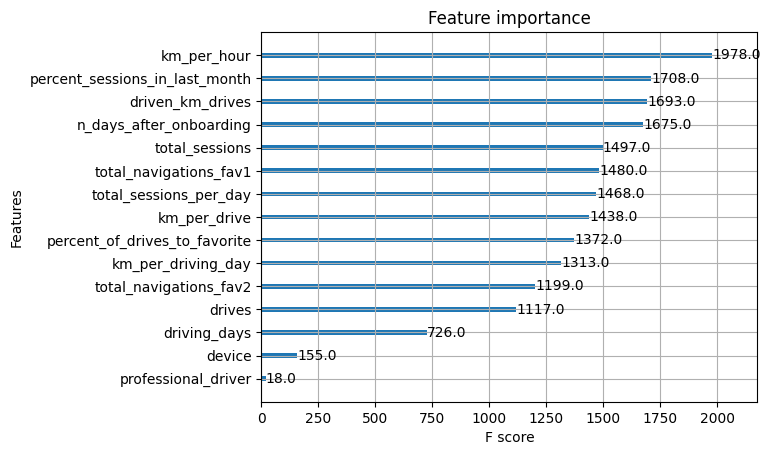 Feature importance
Features
km_per_hour 1978.0
percent_sessions_in_last_month 1708.0
driven_km_drives 1693.0
n_days_after_onboarding 1675.0
total_sessions 1497.0
total_navigations_fav1 1480.0
total_sessions_per_day 1468.0
km_per_drive 1438.0
percent_of_drives_to_favorite 1372.0
km_per_driving_day 1313.0
total_navigations_fav2 1199.0
drives 1117.0
driving_days 726.0
device 155.0
professional_driver 18.0
0 250 500 750 1000 1250 1500 1750 2000
F score